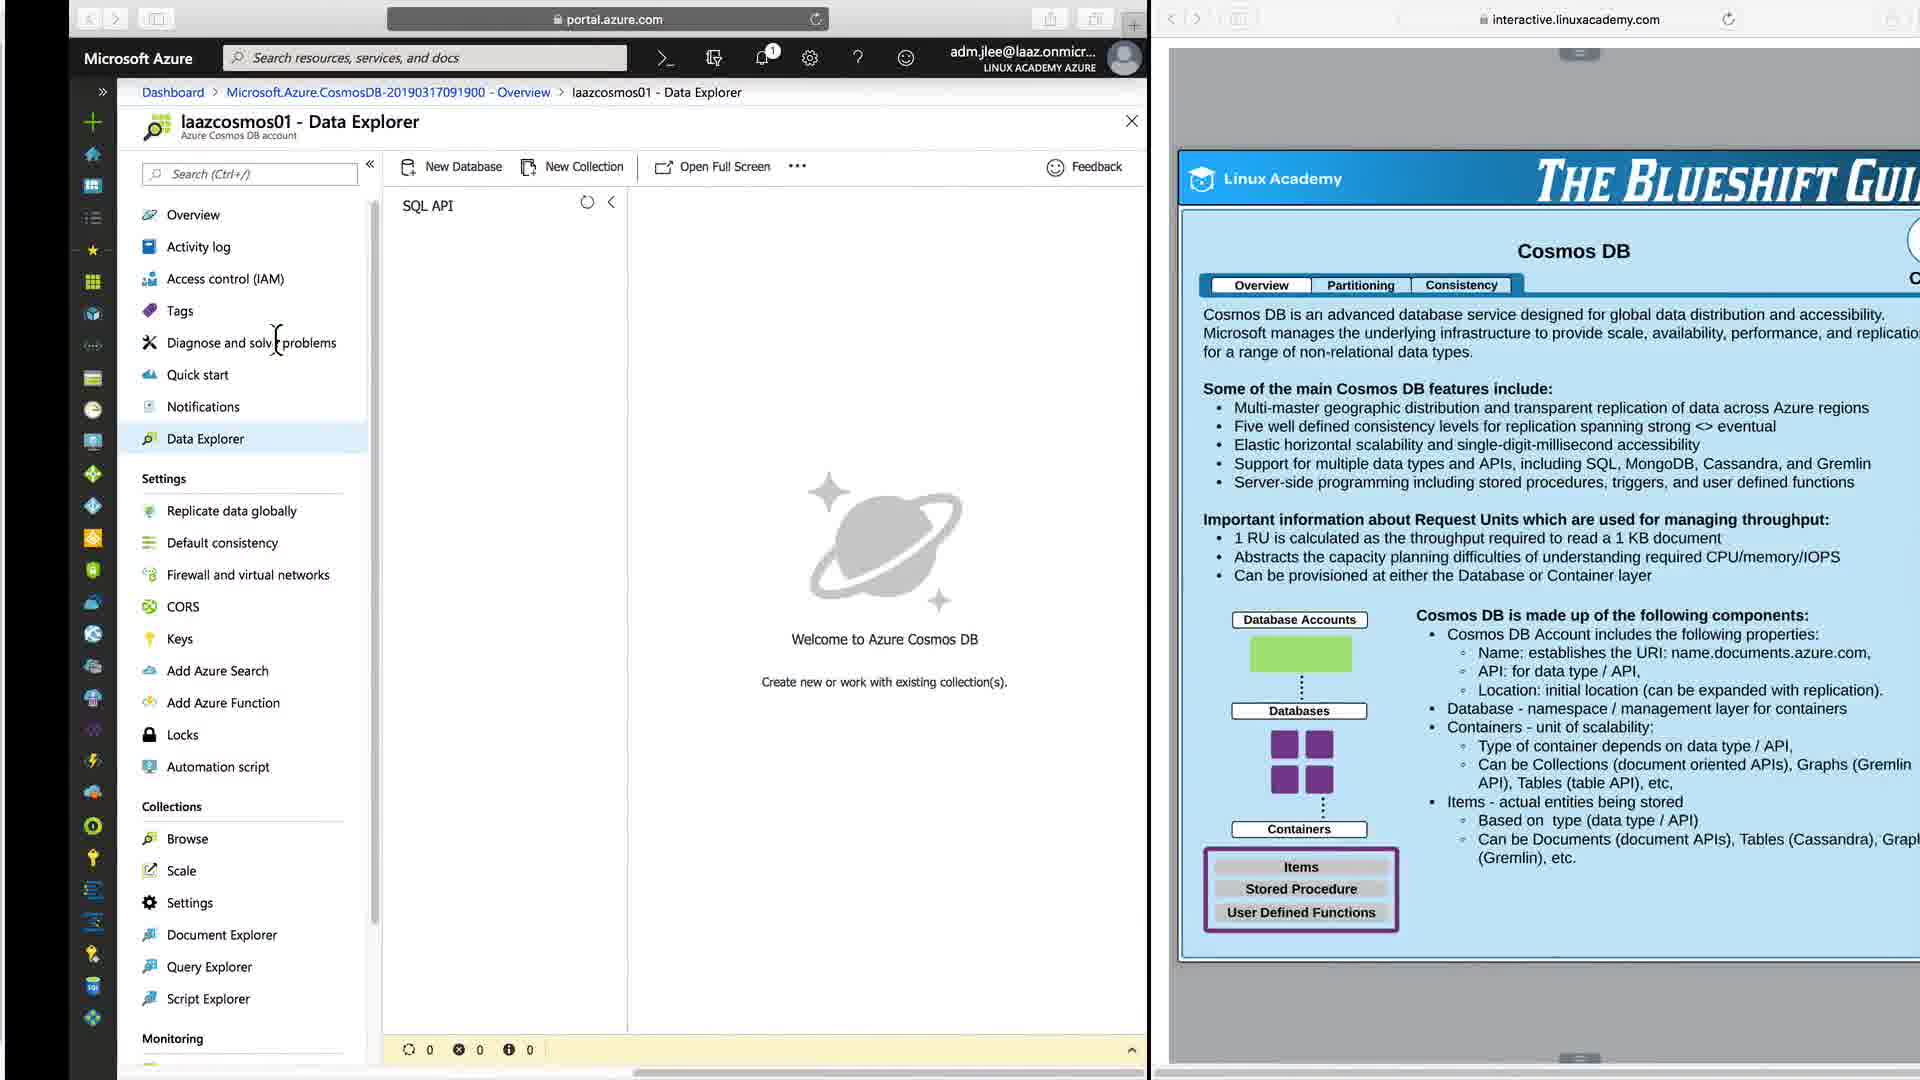 portal.azure.com
Microsoft Azure
Search resources, services, and docs
1
adm.jlee@laaz.onmicr...
LINUX ACADEMY AZURE
Dashboard > Microsoft.Azure.CosmosDB-20190317091900 - Overview > laazcosmos01 - Data Explorer
laazcosmos01 - Data Explorer
Azure Cosmos DB account
Search (Ctrl+/)
Overview
Activity log
Access control (IAM)
Tags
Diagnose and solve problems
Quick start
Notifications
Data Explorer
Settings
Replicate data globally
Default consistency
Firewall and virtual networks
CORS
Keys
Add Azure Search
Add Azure Function
Locks
Automation script
Collections
Browse
Scale
Settings
Document Explorer
Query Explorer
Script Explorer
Monitoring
New Database
New Collection
Open Full Screen
Feedback
SQL API
Welcome to Azure Cosmos DB
Create new or work with existing collection(s).
0 0 0
interactive.linuxacademy.com
Linux Academy
THE BLUESHIFT GUI
Cosmos DB
C
Overview Partitioning Consistency
Cosmos DB is an advanced database service designed for global data distribution and accessibility.
Microsoft manages the underlying infrastructure to provide scale, availability, performance, and replicatio
for a range of non-relational data types.
Some of the main Cosmos DB features include:
• Multi-master geographic distribution and transparent replication of data across Azure regions
• Five well defined consistency levels for replication spanning strong <> eventual
• Elastic horizontal scalability and single-digit-millisecond accessibility
• Support for multiple data types and APIs, including SQL, MongoDB, Cassandra, and Gremlin
• Server-side programming including stored procedures, triggers, and user defined functions
Important information about Request Units which are used for managing throughput:
• 1 RU is calculated as the throughput required to read a 1 KB document
• Abstracts the capacity planning difficulties of understanding required CPU/memory/IOPS
• Can be provisioned at either the Database or Container layer
Database Accounts
Databases
Containers
Items
Stored Procedure
User Defined Functions
Cosmos DB is made up of the following components:
• Cosmos DB Account includes the following properties:
◦ Name: establishes the URI: name.documents.azure.com,
◦ API: for data type / API,
◦ Location: initial location (can be expanded with replication).
• Database - namespace / management layer for containers
• Containers - unit of scalability;
◦ Type of container depends on data type / API,
◦ Can be Collections (document oriented APIs), Graphs (Gremlin
API), Tables (table API), etc,
• Items - actual entities being stored
◦ Based on type (data type / API)
◦ Can be Documents (document APIs), Tables (Cassandra), Grap
(Gremlin), etc.